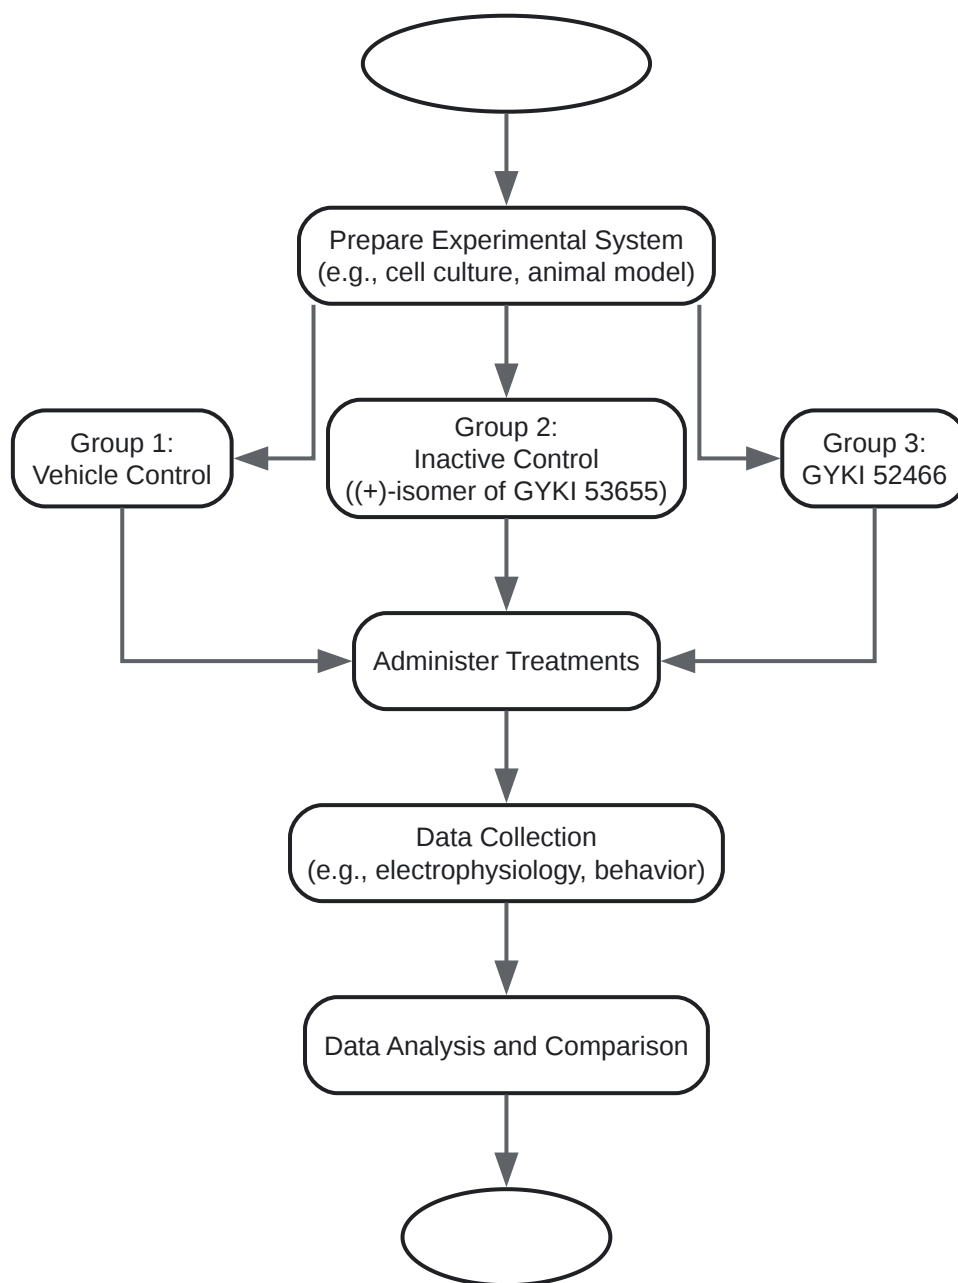 Prepare Experimental System
(e.g., cell culture, animal model)
Group 1:
Vehicle Control
Group 2:
Inactive Control
((+)-isomer of GYKI 53655)
Group 3:
GYKI 52466
Administer Treatments
Data Collection
(e.g., electrophysiology, behavior)
Data Analysis and Comparison